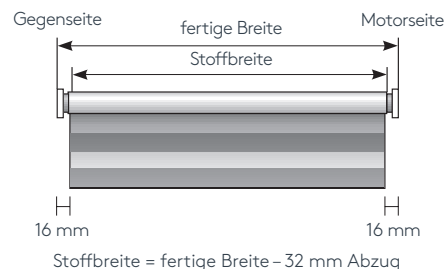 Gegenseite
Motorseite
fertige Breite
Stoffbreite
16 mm
16 mm
Stoffbreite = fertige Breite – 32 mm Abzug